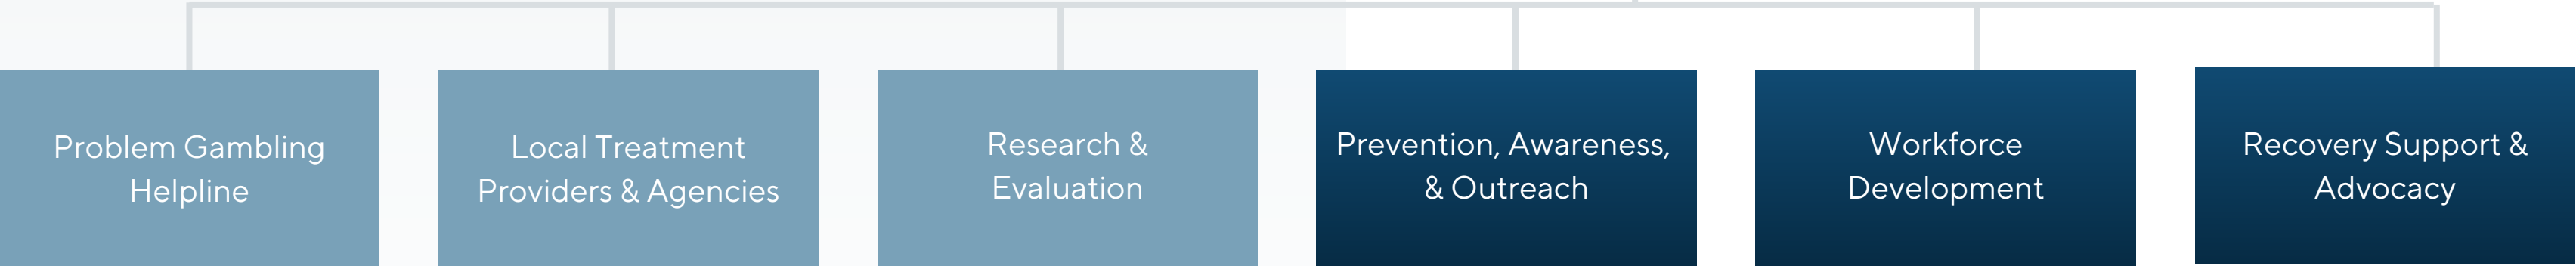 Problem Gambling
Helpline
Local Treatment
Providers & Agencies
Research &
Evaluation
Prevention, Awareness,
& Outreach
Workforce
Development
Recovery Support &
Advocacy